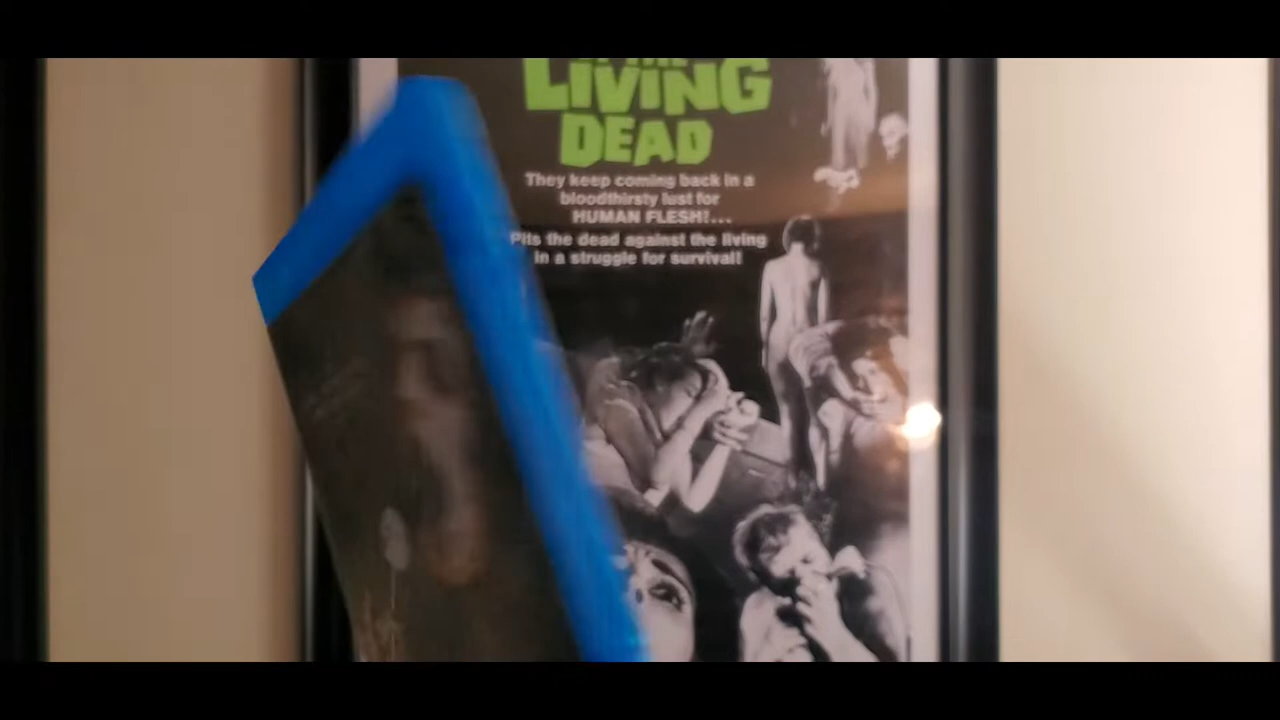 LIVING
DEAD
They keep coming back in a
bloodthirsty lust for
HUMAN FLESH!...
Pits the dead against the living
in a struggle for survival!